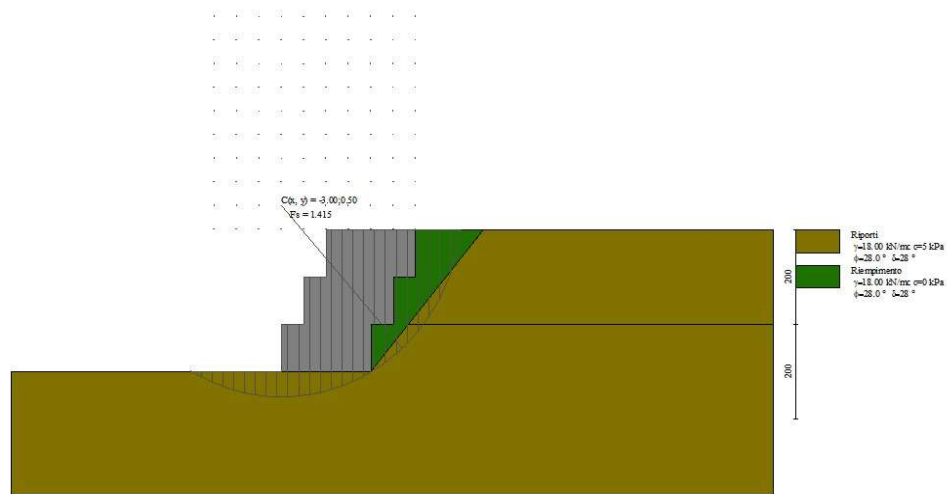 C(x, y) = -3.00;0.50
Fs = 1.415
Riporti
γ=18.00 kN/mc c=5 kPa
ϕ=28.0 ° δ=28 °
Riempimento
γ=18.00 kN/mc c=0 kPa
ϕ=28.0 ° δ=28 °
200
200